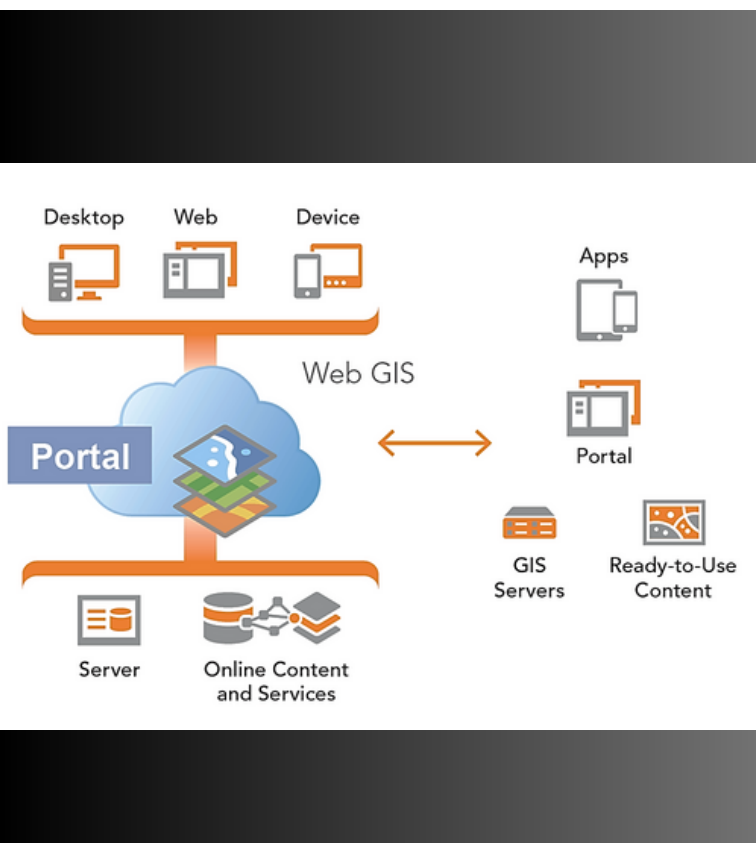 Desktop
Web
Device
Web GIS
Portal
Server
Online Content
and Services
Apps
Portal
GIS
Servers
Ready-to-Use
Content